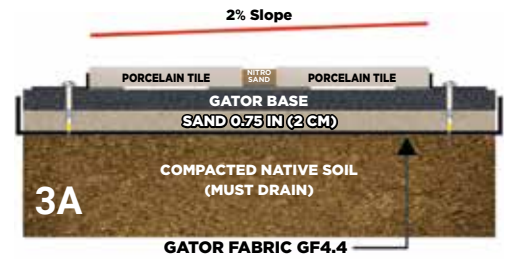 2% Slope
PORCELAIN TILE
NITRO
SAND
PORCELAIN TILE
GATOR BASE
SAND 0.75 IN (2 CM)
COMPACTED NATIVE SOIL
(MUST DRAIN)
3A
GATOR FABRIC GF4.4